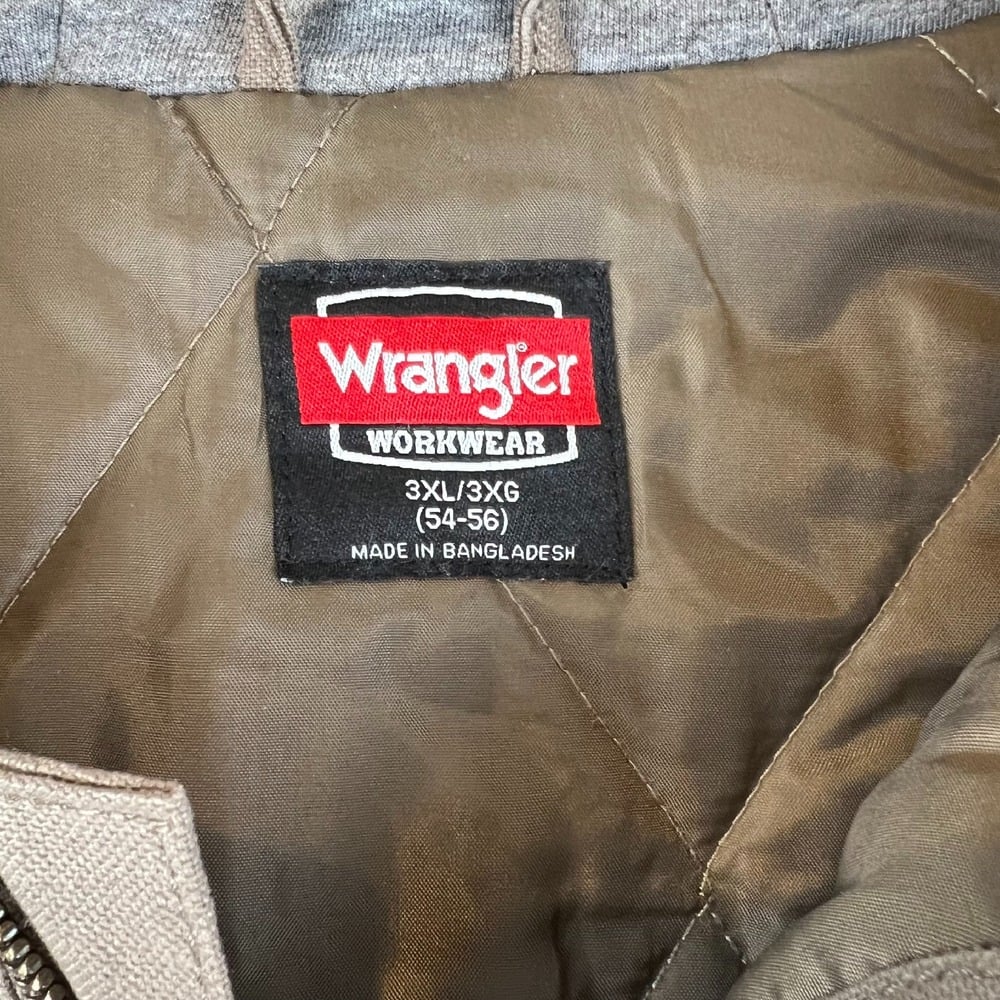 Wrangler®
WORKWEAR
3XL/3XG
(54-56)
MADE IN BANGLADESH